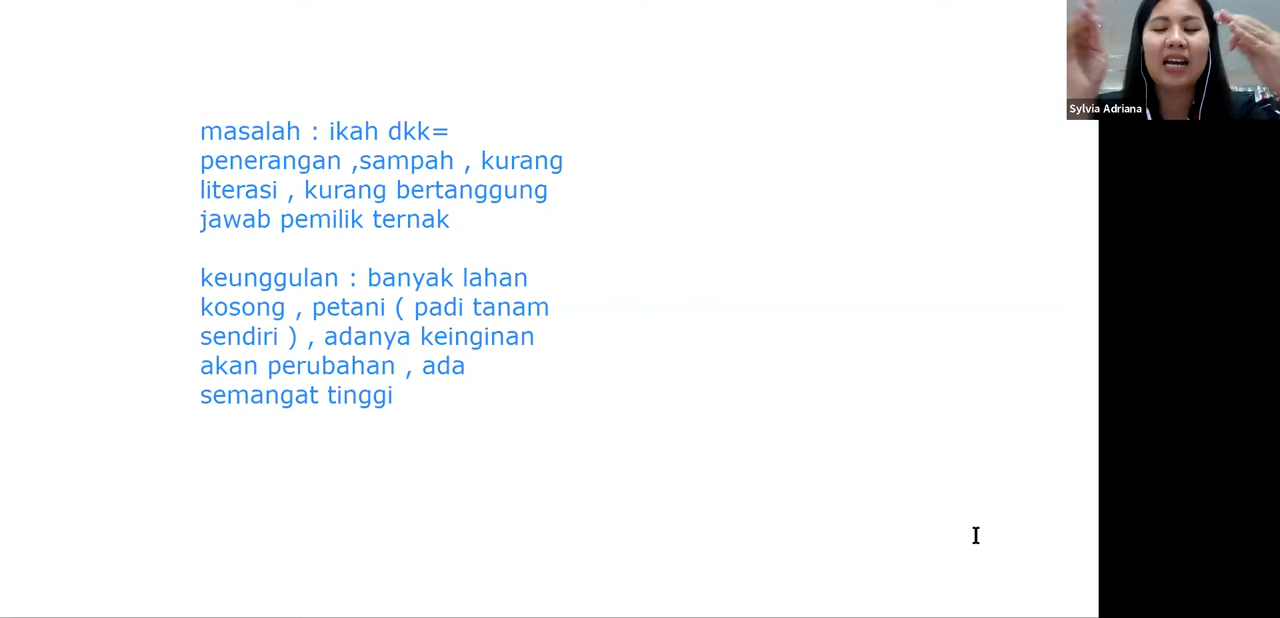 masalah : ikah dkk=
penerangan ,sampah , kurang
literasi , kurang bertanggung
jawab pemilik ternak
keunggulan : banyak lahan
kosong , petani ( padi tanam
sendiri ) , adanya keinginan
akan perubahan , ada
semangat tinggi
Sylvia Adriana